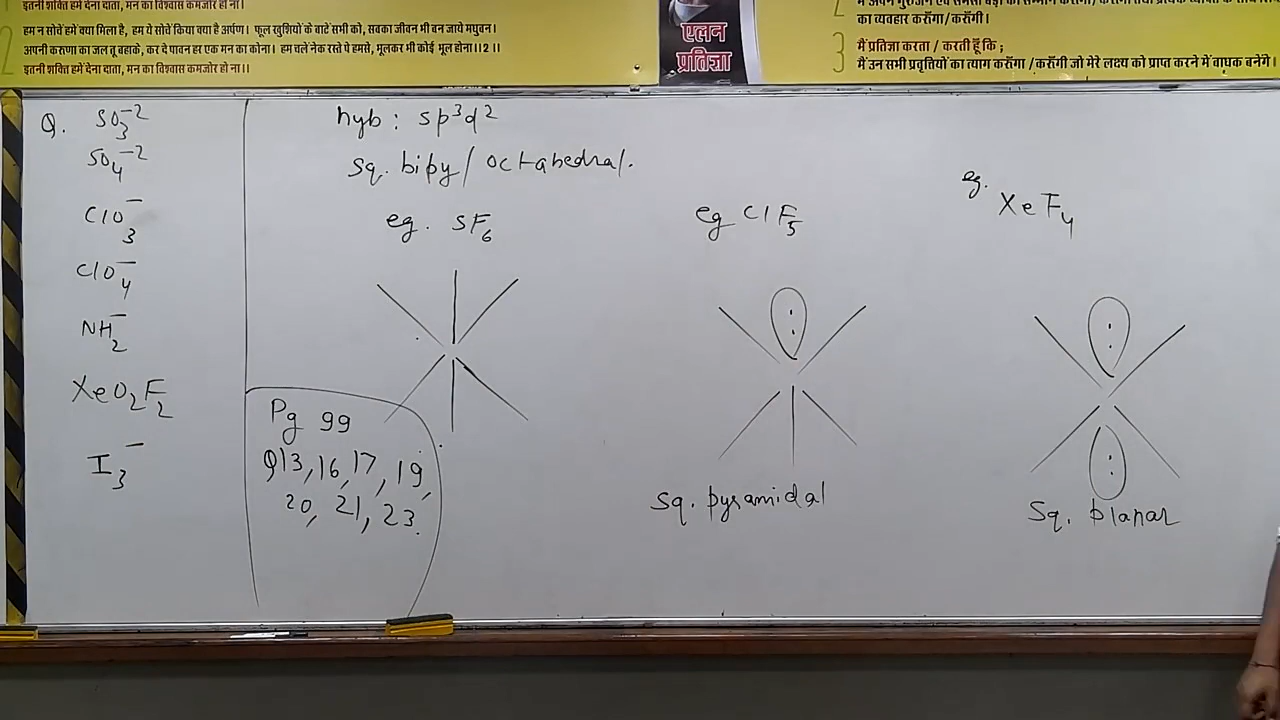 इतनी शक्ति हमें देना दाता, मन का विश्वास कमजोर हो ना।
हम न सोचें हमें क्या मिला है, हम ये सोचें किया क्या है अर्पण। फूल खुशियों के बाटें सभी को, सबका जीवन भी बन जाये मधुवन।
अपनी करुणा का जल तू बहाके, कर दे पावन हर एक मन का कोना। हम चलें नेक रस्ते पे हमसे, भूलकर भी कोई भूल हो ना।।2।।
इतनी शक्ति हमें देना दाता, मन का विश्वास कमजोर हो ना।।
2
एलन
प्रतिज्ञा
2
का व्यवहार करूँगा/करूँगी।
3 मैं प्रतिज्ञा करता / करती हूँ कि ;
मैं उन सभी प्रवृत्तियों का त्याग करूँगा /करूँगी जो मेरे लक्ष्य को प्राप्त करने में बाधक बनेंगे।
Q. SO₃⁻²
SO₄⁻²
ClO₃⁻
ClO₄⁻
NH₂⁻
XeO₂F₂
I₃⁻
hyb : sp³d²
Sq. bipy/octahedral.
eg. SF₆
Pg 99
Q13, 16, 17, 19,
20, 21, 23.
eg ClF₅
Sq. pyramidal
eg.
XeF₄
Sq. planar